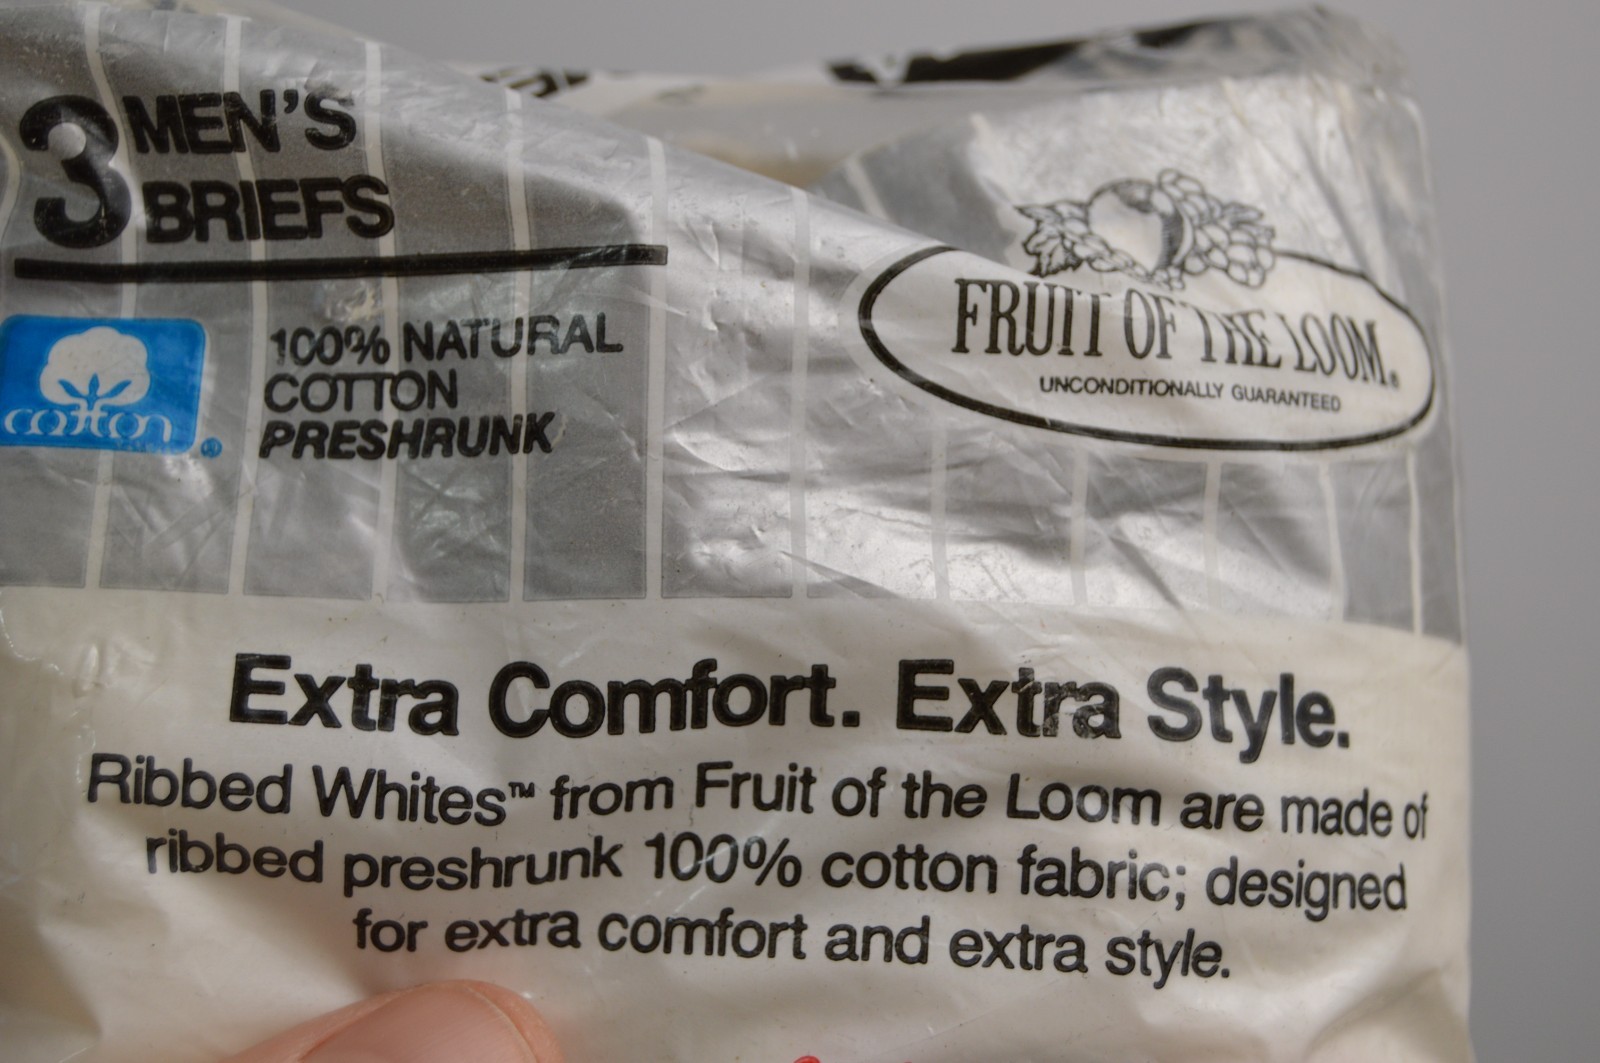 3 MEN'S
BRIEFS
cotton®
100% NATURAL
COTTON
PRESHRUNK
FRUIT OF THE LOOM®
UNCONDITIONALLY GUARANTEED
Extra Comfort. Extra Style.
Ribbed Whites™ from Fruit of the Loom are made of
ribbed preshrunk 100% cotton fabric; designed
for extra comfort and extra style.